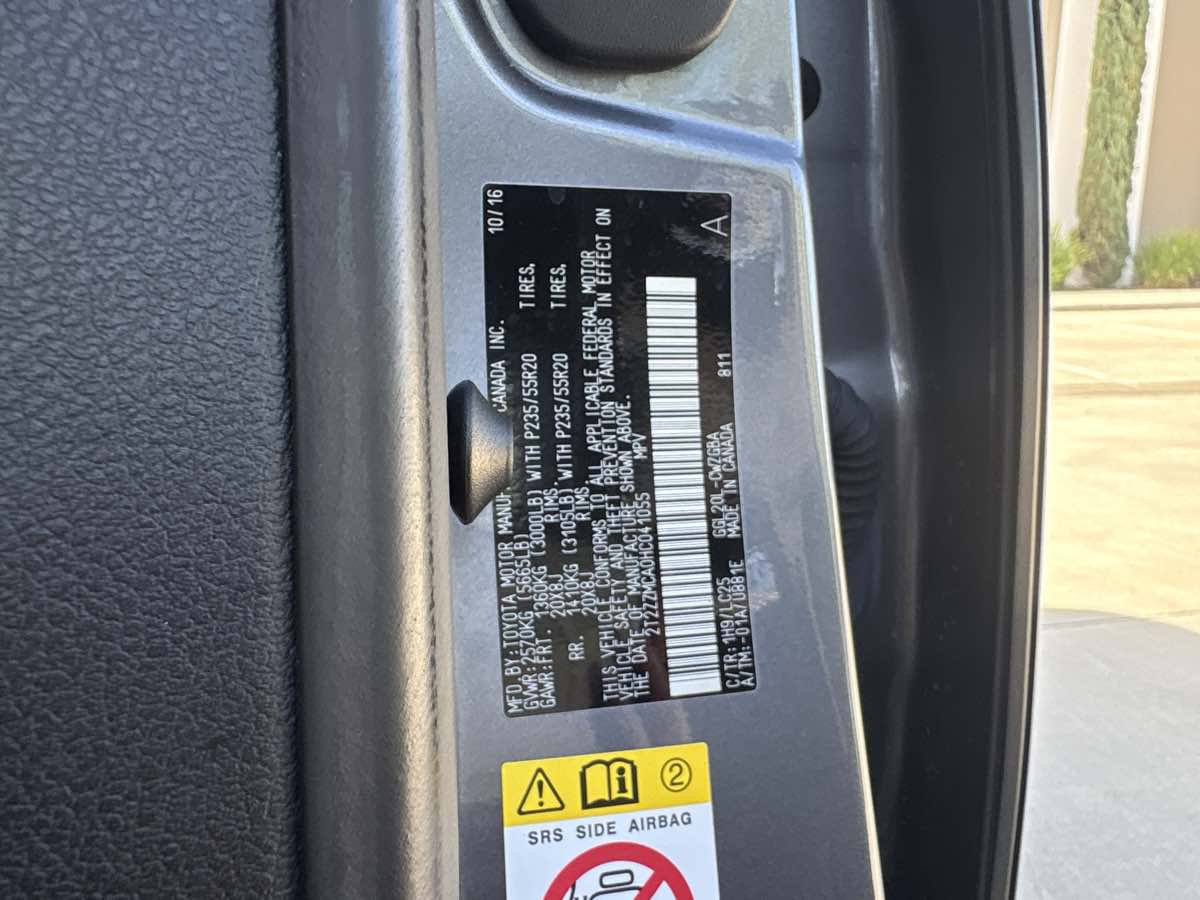 MFD.BY:TOYOTA MOTOR MANUF CANADA INC. 10/16
GVWR:2570KG (5665LB)
GAWR:FRT. 1360KG (3000LB) WITH P235/55R20 TIRES,
20X8J RIMS.
RR. 1410KG (3105LB) WITH P235/55R20 TIRES,
20X8J RIMS
THIS VEHICLE CONFORMS TO ALL APPLICABLE FEDERAL MOTOR
VEHICLE SAFETY AND THEFT PREVENTION STANDARDS IN EFFECT ON
THE DATE OF MANUFACTURE SHOWN ABOVE.
2T2ZZMCA0HC041055 MPV
A
C/TR:1H9/LC25 GGL20L-CWZGBA 811
A/TM:-01A/U881E MADE IN CANADA
2
SRS SIDE AIRBAG